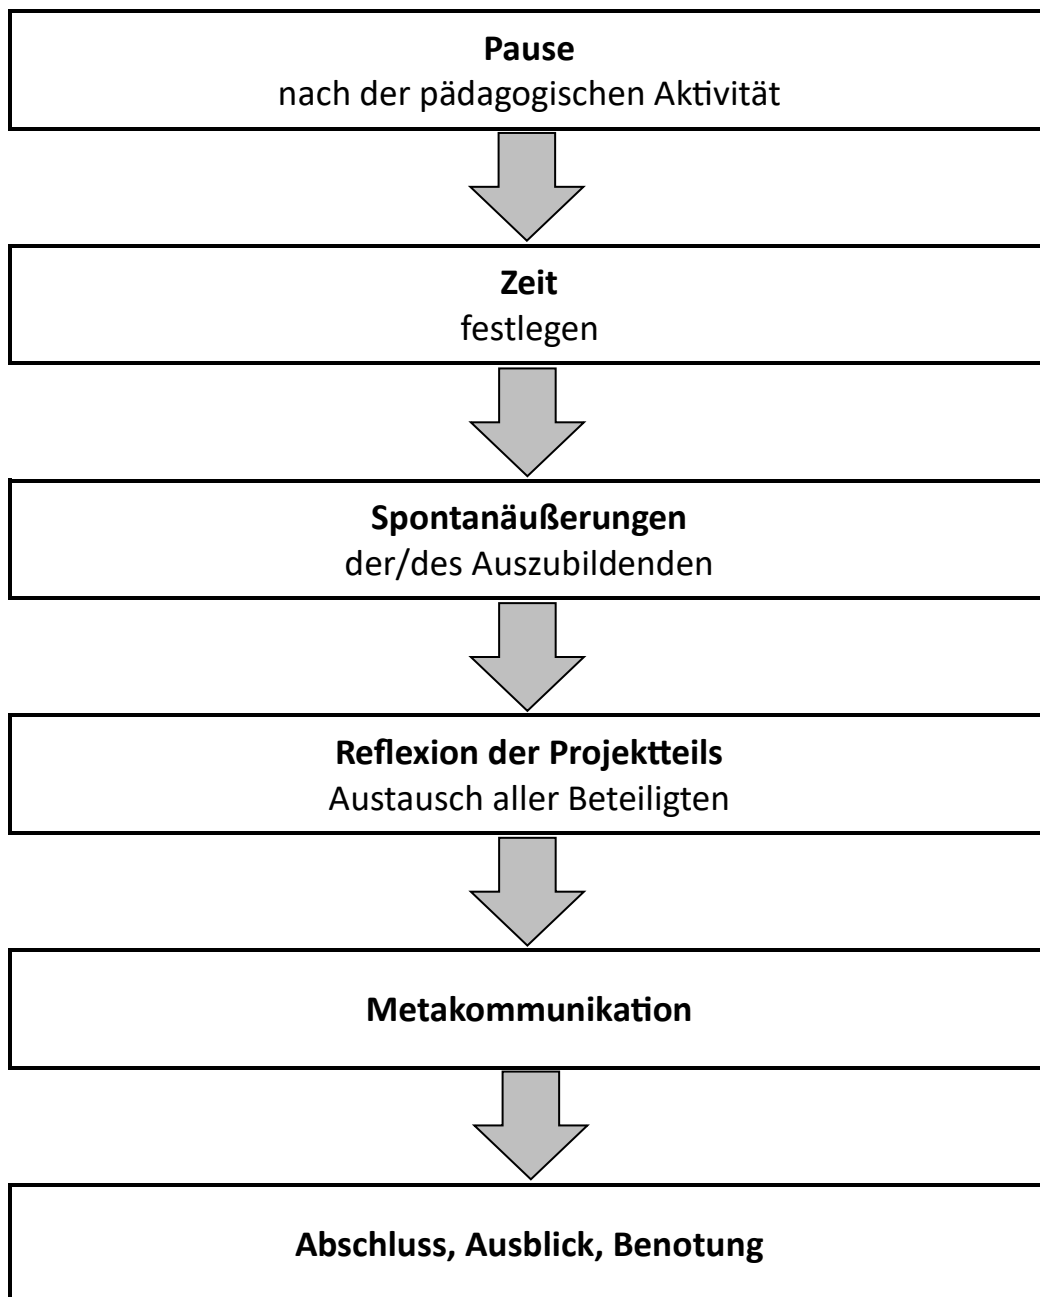 Pause
nach der pädagogischen Aktivität
Zeit
festlegen
Spontanäußerungen
der/des Auszubildenden
Reflexion der Projektteils
Austausch aller Beteiligten
Metakommunikation
Abschluss, Ausblick, Benotung